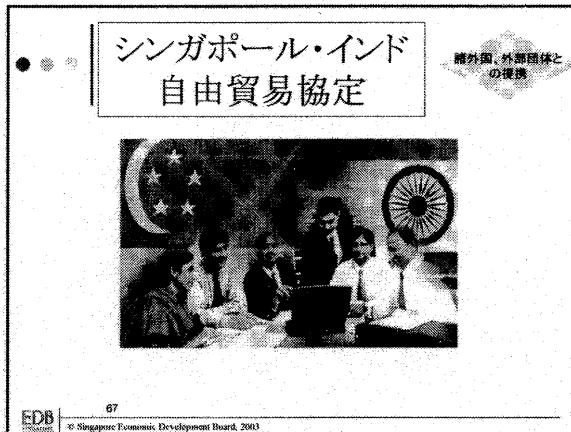 シンガポール・インド
自由貿易協定
諸外国、外部団体と
の提携
67
EDB
© Singapore Economic Development Board, 2003